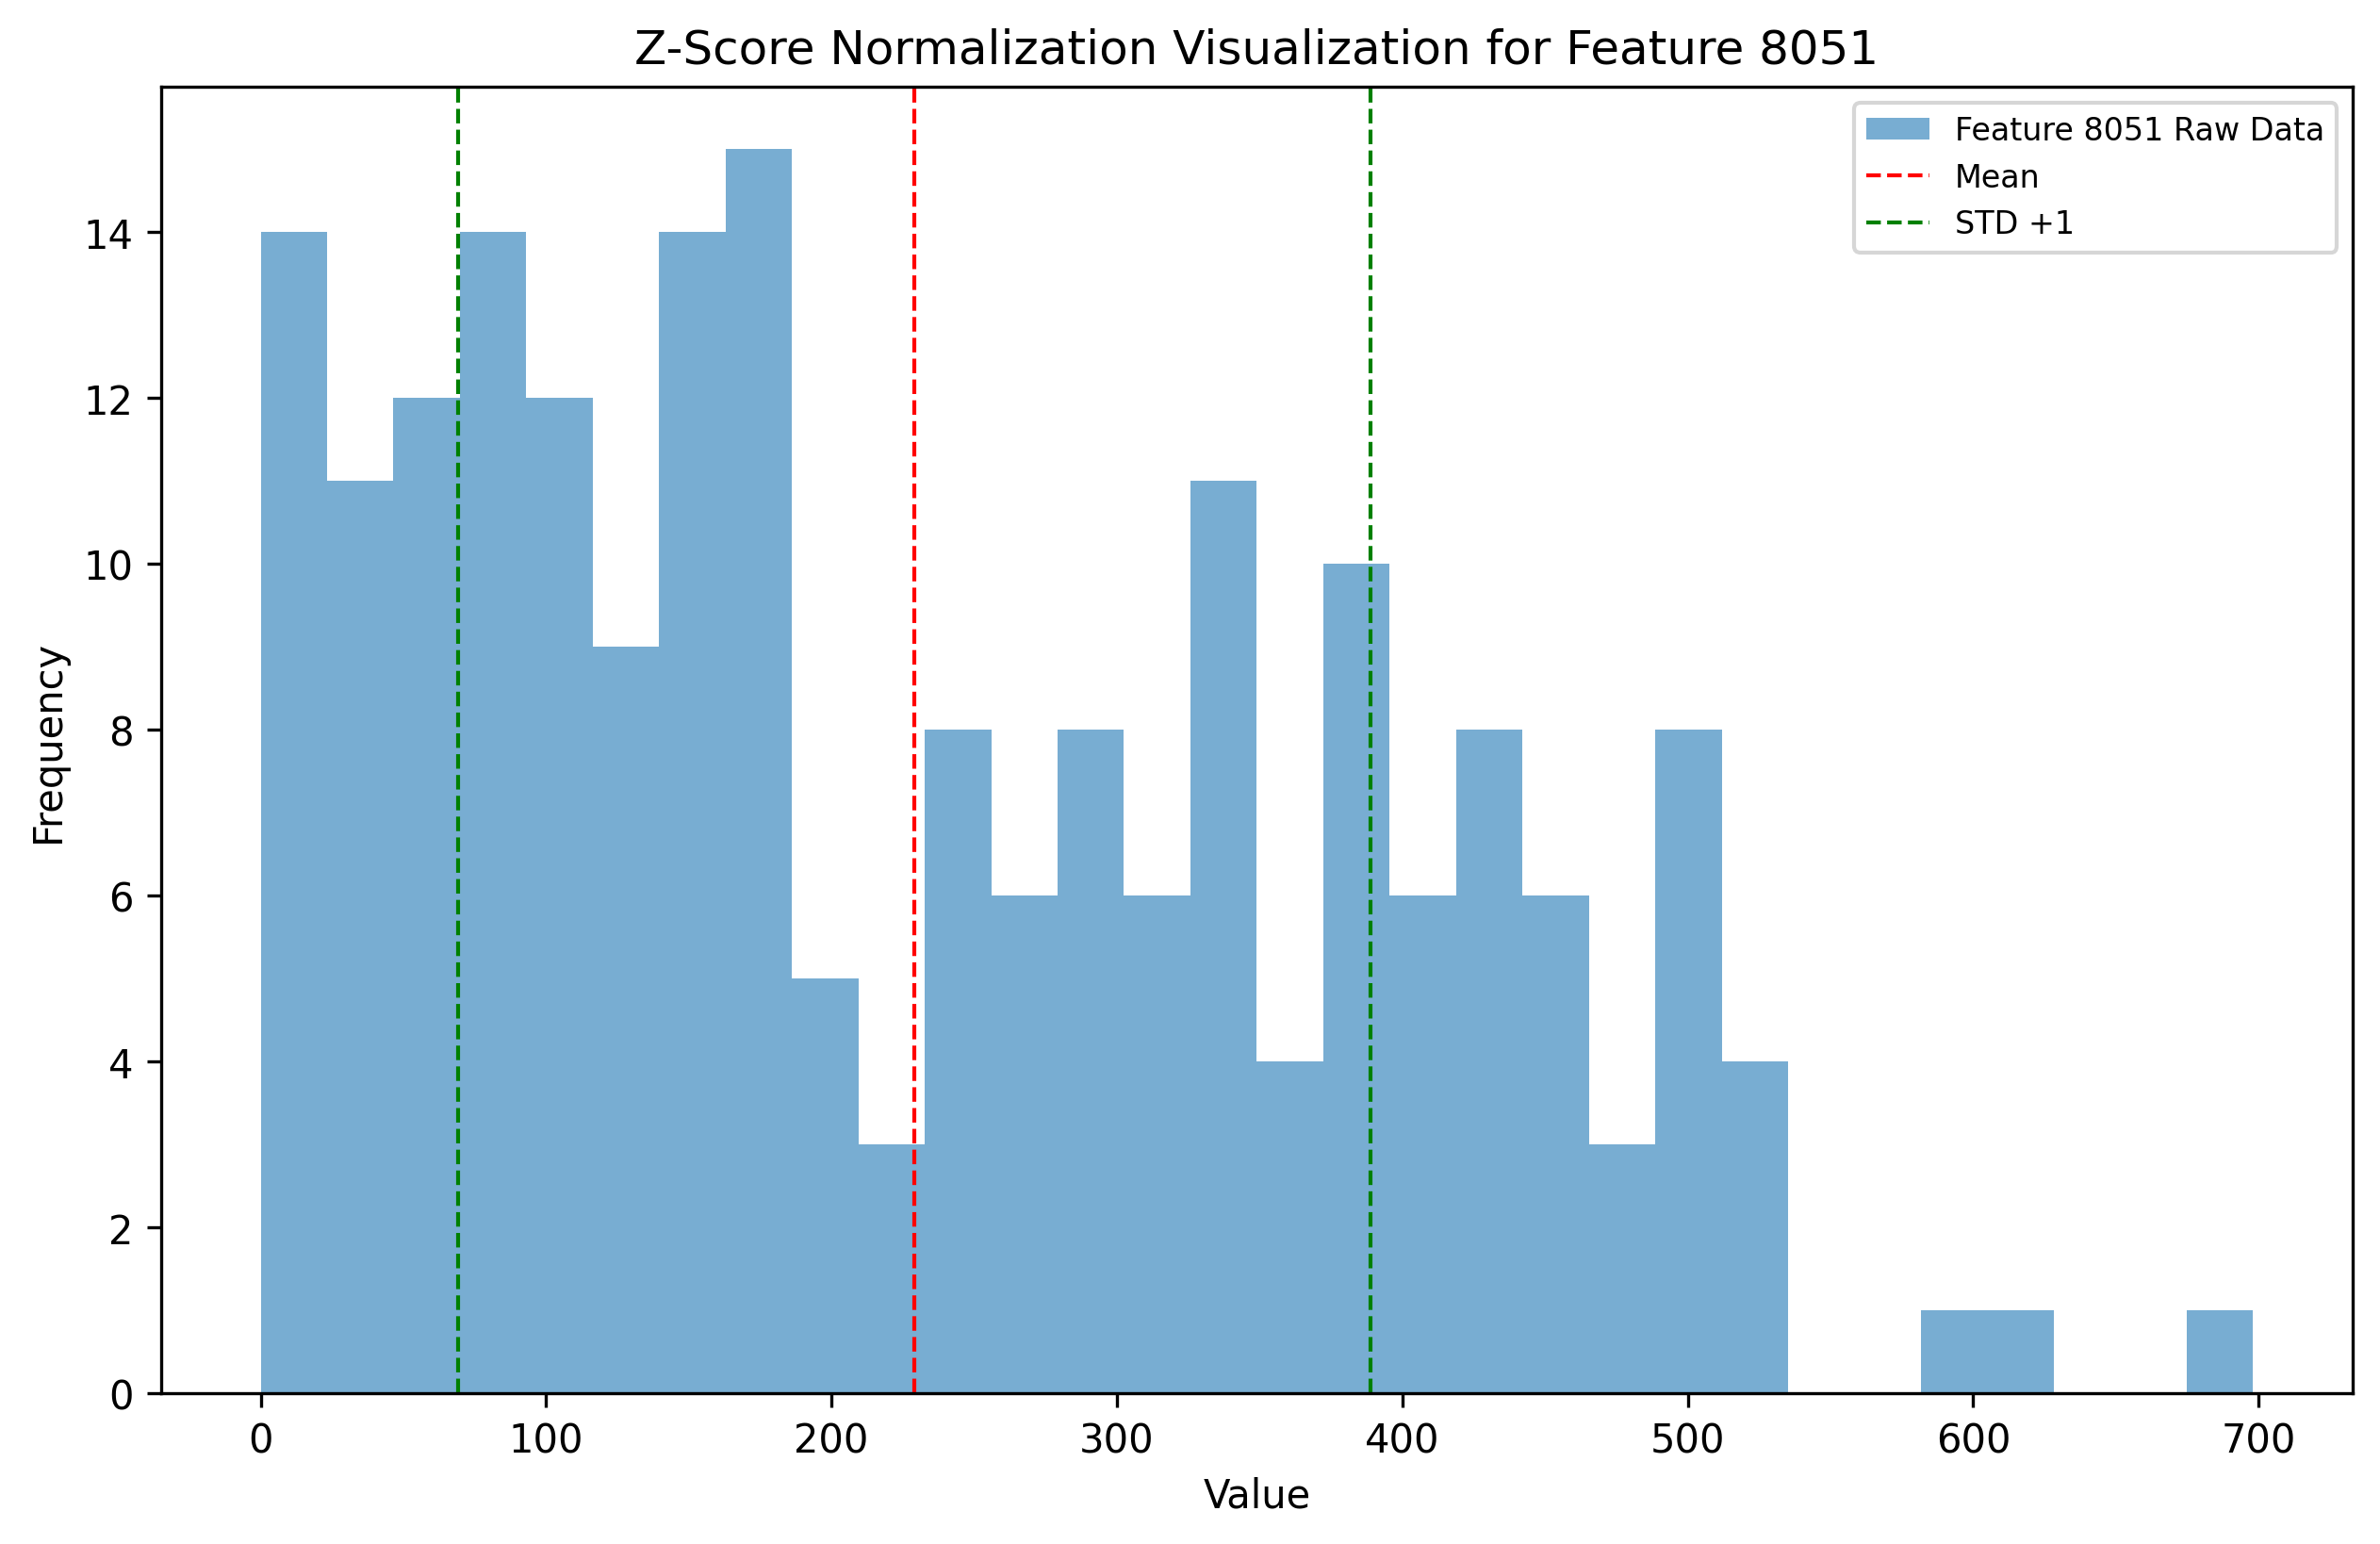 Z-Score Normalization Visualization for Feature 8051
Feature 8051 Raw Data
Mean
STD +1
14
12
10
8
6
4
2
0
Frequency
0 100 200 300 400 500 600 700
Value